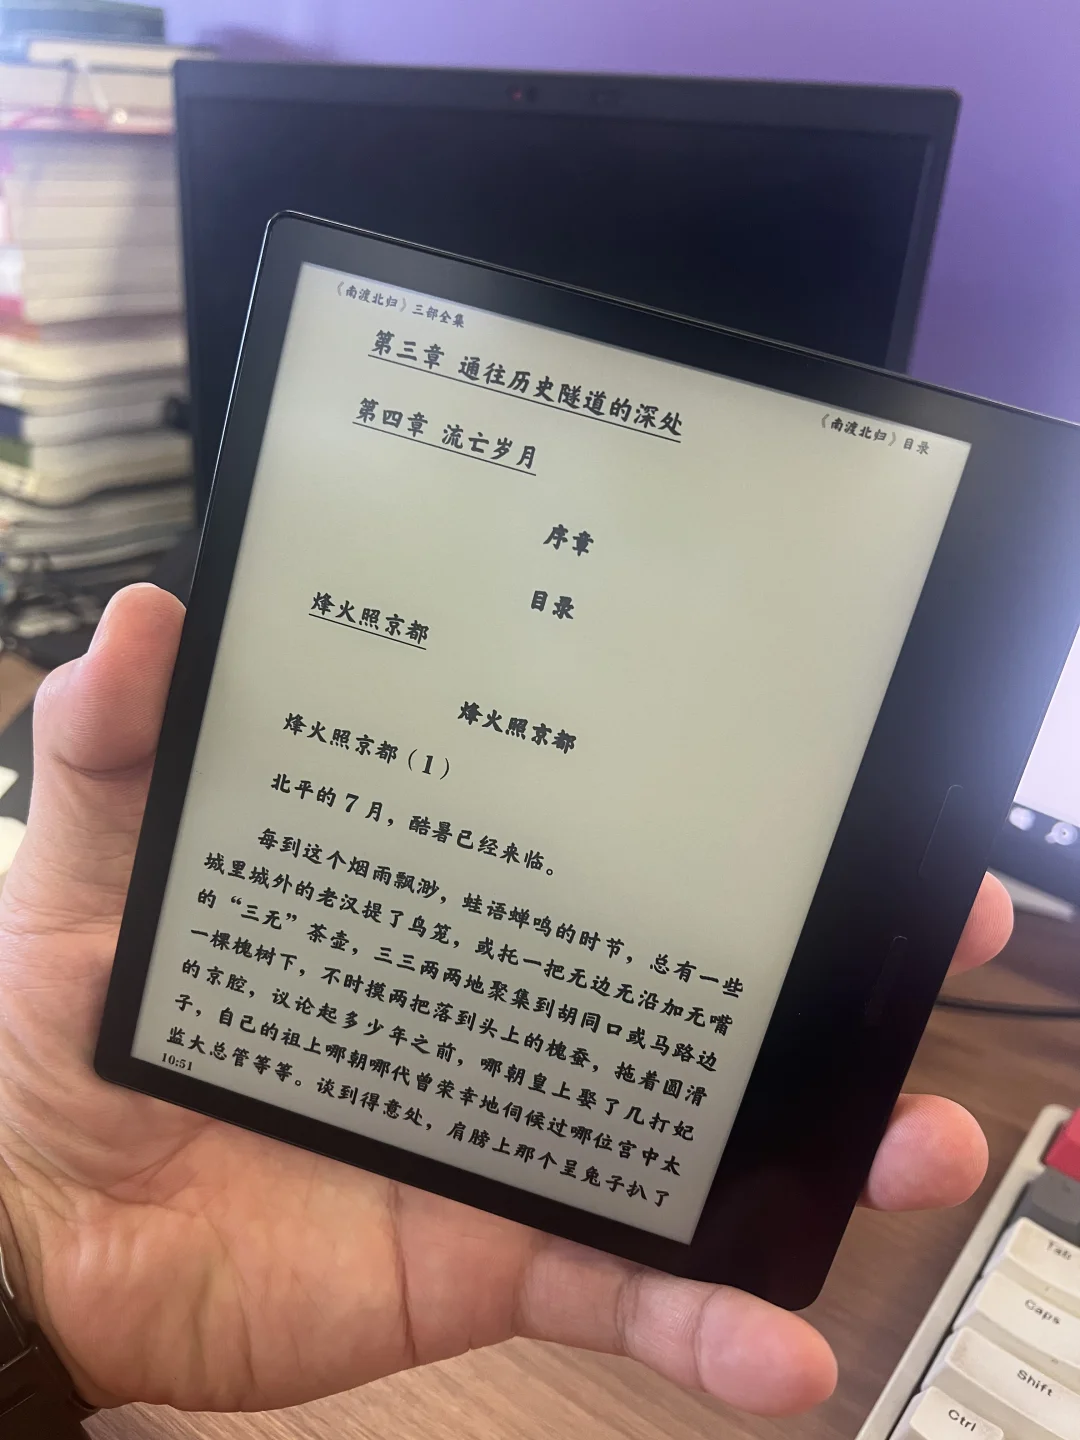 《南渡北归》三部全集
《南渡北归》目录
第三章 通往历史隧道的深处
第四章 流亡岁月
序章
目录
烽火照京都
烽火照京都
烽火照京都（1）
北平的7月，酷暑已经来临。
每到这个烟雨飘渺，蛙语蝉鸣的时节，总有一些
城里城外的老汉提了鸟笼，或托一把无边无沿加无嘴
的“三无”茶壶，三三两两地聚集到胡同口或马路边
一棵槐树下，不时摸两把落到头上的槐蚕，拖着圆滑
的京腔，议论起多少年之前，哪朝皇上娶了几打妃
子，自己的祖上哪朝哪代曾荣幸地伺候过哪位宫中太
监大总管等等。谈到得意处，肩膀上那个呈兔子扒了
10:51
Tab
Caps
Shift
Ctrl